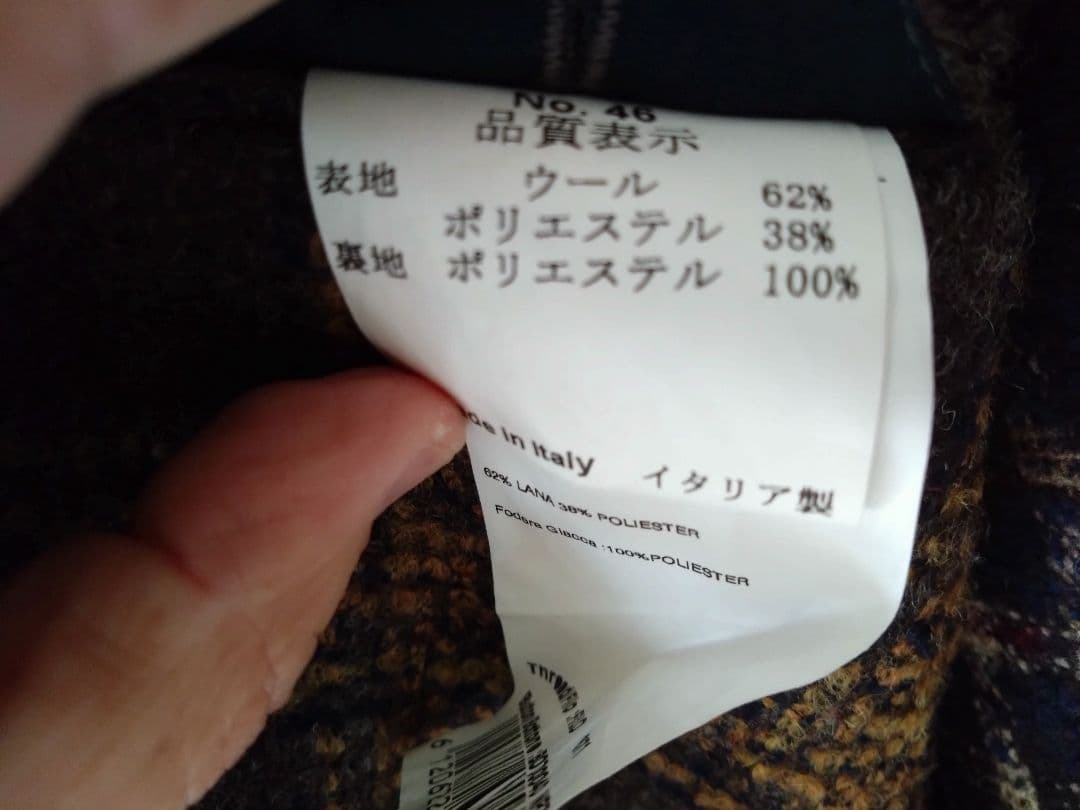 No. 46
品質表示
表地 ウール 62%
ポリエステル 38%
裏地 ポリエステル 100%
de in Italy イタリア製
62% LANA 38% POLIESTER
Fodera Giacca :100%POLIESTER